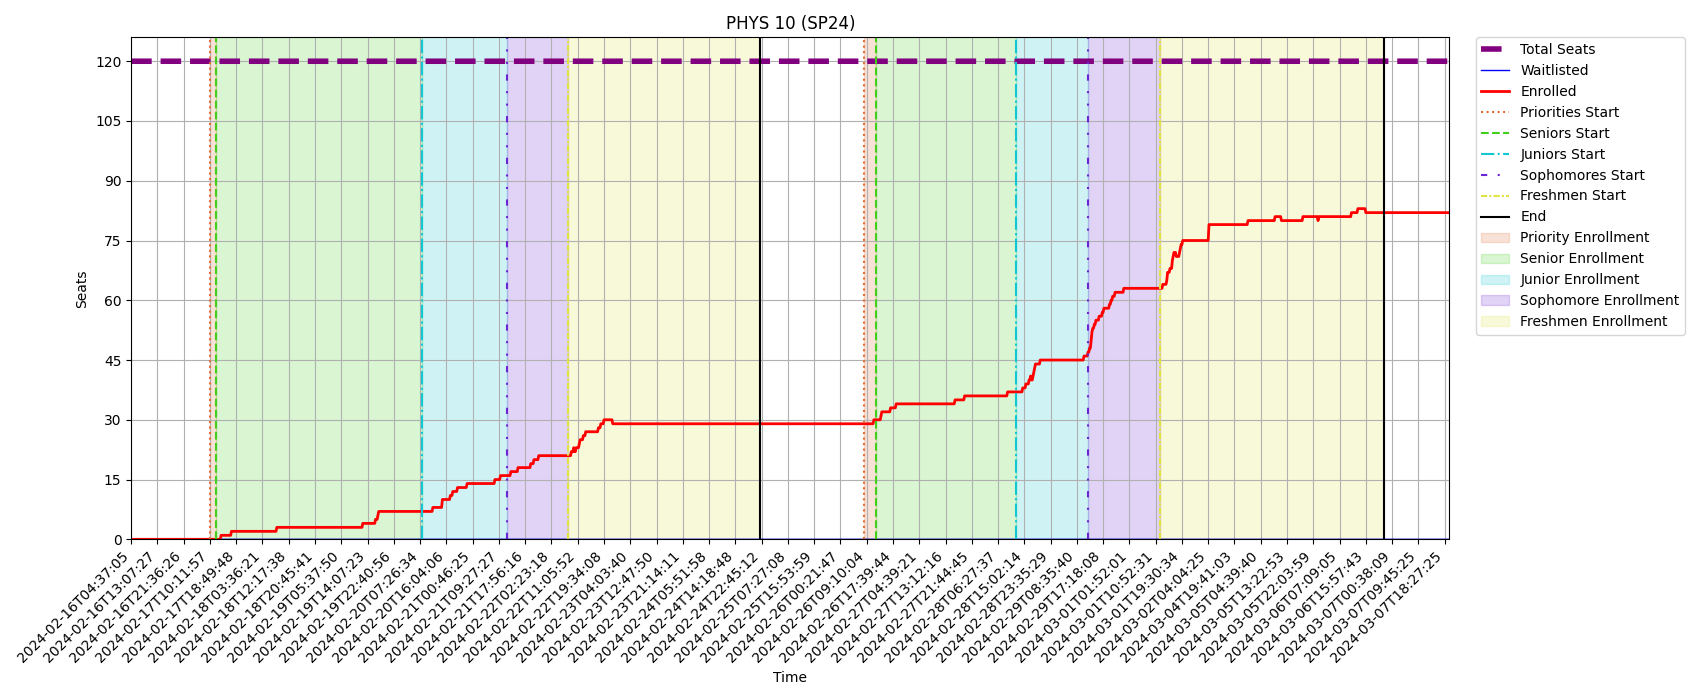 PHYS 10 (SP24)
120
105
90
75
60
45
30
15
0
Seats
2024-02-16T04:37:05
2024-02-16T13:07:27
2024-02-16T21:36:26
2024-02-17T10:11:57
2024-02-17T18:49:48
2024-02-18T03:36:21
2024-02-18T12:17:38
2024-02-18T20:45:41
2024-02-19T05:37:50
2024-02-19T14:07:23
2024-02-19T22:40:56
2024-02-20T07:26:34
2024-02-20T16:04:06
2024-02-21T00:46:25
2024-02-21T09:27:27
2024-02-21T17:56:16
2024-02-22T02:23:18
2024-02-22T11:05:52
2024-02-22T19:34:08
2024-02-23T04:03:40
2024-02-23T12:47:50
2024-02-23T21:14:11
2024-02-24T05:51:58
2024-02-24T14:18:48
2024-02-24T22:45:12
2024-02-25T07:27:08
2024-02-25T15:53:59
2024-02-26T00:21:47
2024-02-26T09:10:04
2024-02-26T17:39:44
2024-02-27T04:39:21
2024-02-27T13:12:16
2024-02-27T21:44:45
2024-02-28T06:27:37
2024-02-28T15:02:14
2024-02-28T23:35:29
2024-02-29T08:35:40
2024-02-29T17:18:08
2024-03-01T01:52:01
2024-03-01T10:52:31
2024-03-01T19:30:34
2024-03-02T04:04:25
2024-03-04T19:41:03
2024-03-05T04:39:40
2024-03-05T13:22:53
2024-03-05T22:03:59
2024-03-06T07:09:05
2024-03-06T15:57:43
2024-03-07T00:38:09
2024-03-07T09:45:25
2024-03-07T18:27:25
Time
Total Seats
Waitlisted
Enrolled
Priorities Start
Seniors Start
Juniors Start
Sophomores Start
Freshmen Start
End
Priority Enrollment
Senior Enrollment
Junior Enrollment
Sophomore Enrollment
Freshmen Enrollment